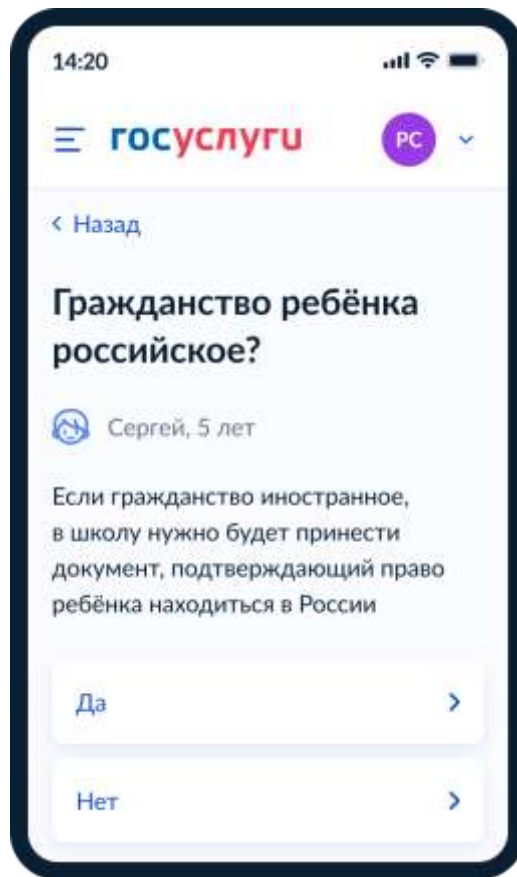 14:20
госуслуги
РС
Назад
Гражданство ребёнка
российское?
Сергей, 5 лет
Если гражданство иностранное,
в школу нужно будет принести
документ, подтверждающий право
ребёнка находиться в России
Да
Нет